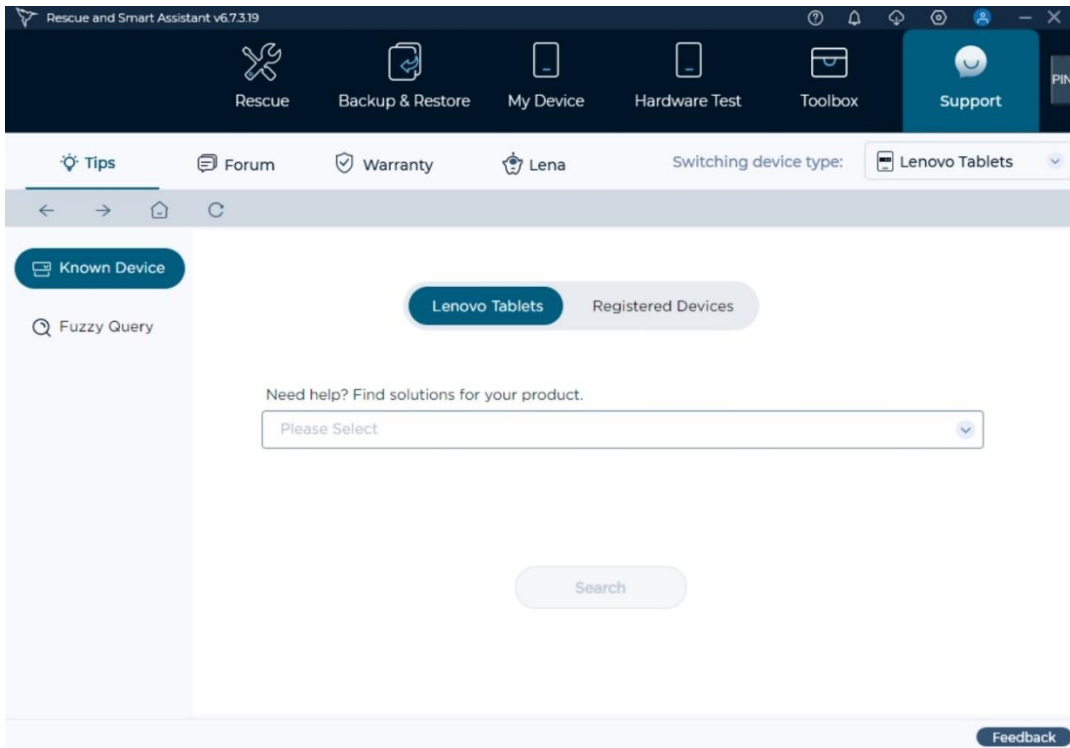 Rescue and Smart Assistant v6.7.3.19
Rescue
Backup & Restore
My Device
Hardware Test
Toolbox
Support
PIN
Tips
Forum
Warranty
Lena
Switching device type:
Lenovo Tablets
Known Device
Fuzzy Query
Lenovo Tablets
Registered Devices
Need help? Find solutions for your product.
Please Select
Search
Feedback